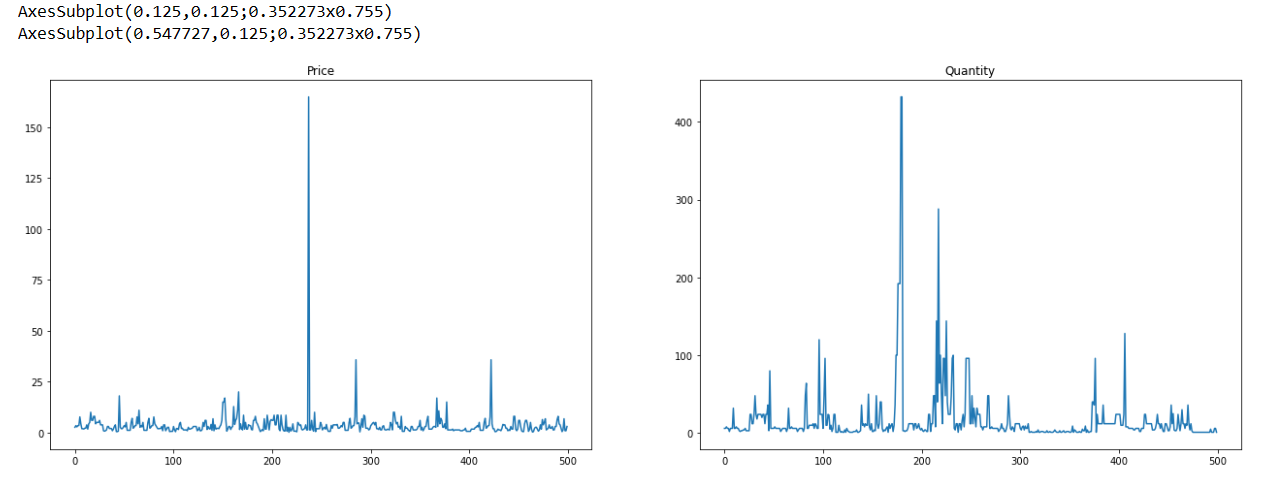 AxesSubplot(0.125,0.125;0.352273x0.755)
AxesSubplot(0.547727,0.125;0.352273x0.755)
Price
150
125
100
75
50
25
0
0 100 200 300 400 500
Quantity
400
300
200
100
0
0 100 200 300 400 500